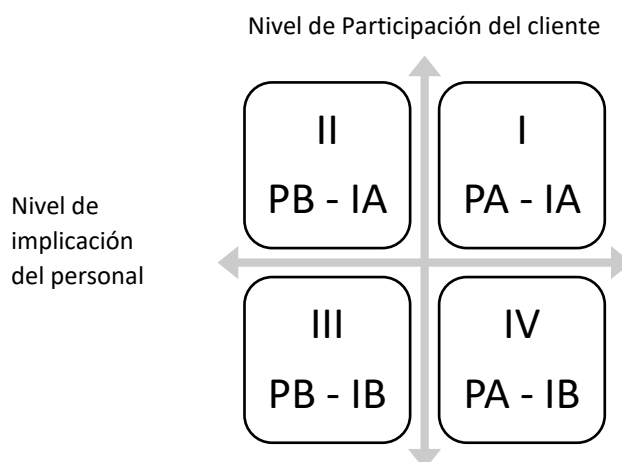 Nivel de Participación del cliente
II
PB - IA
I
PA - IA
Nivel de
implicación
del personal
III
PB - IB
IV
PA - IB